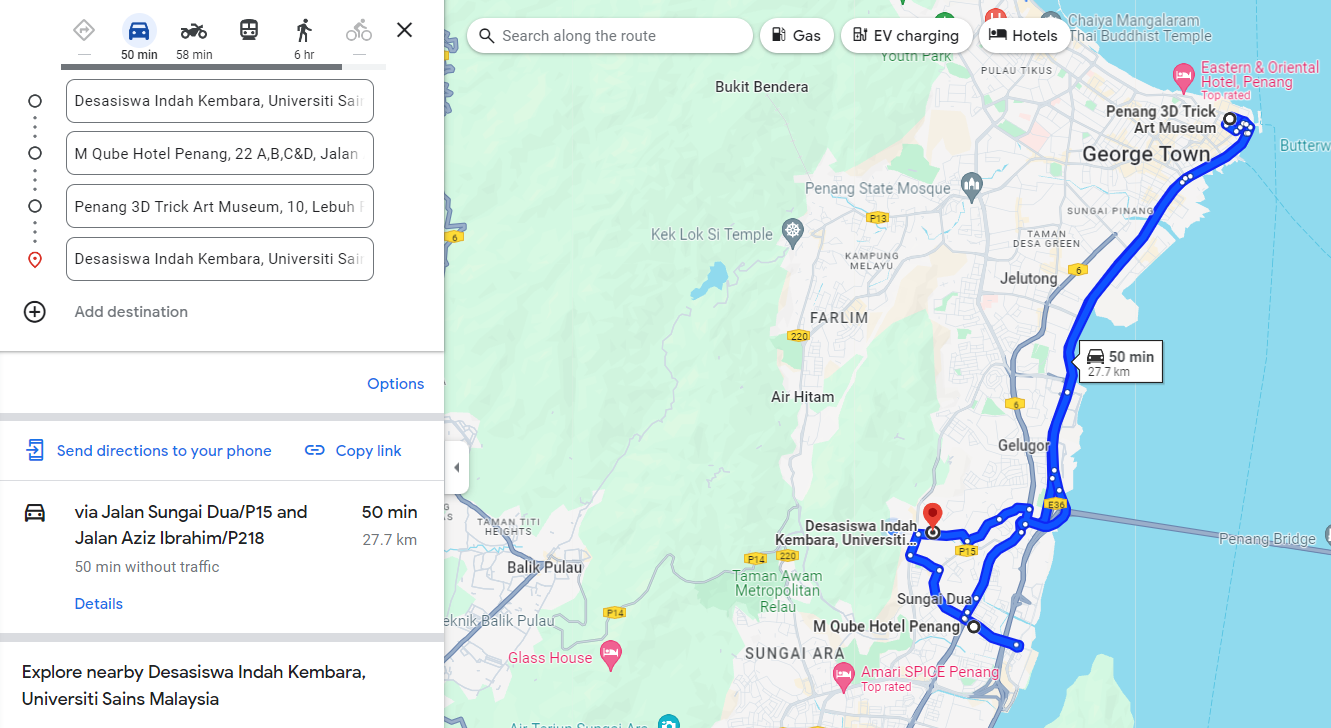 50 min
58 min
6 hr
Desasiswa Indah Kembara, Universiti Sai
M Qube Hotel Penang, 22 A,B,C&D, Jalan
Penang 3D Trick Art Museum, 10, Lebuh
Desasiswa Indah Kembara, Universiti Sai
Add destination
Options
Send directions to your phone
Copy link
via Jalan Sungai Dua/P15 and
Jalan Aziz Ibrahim/P218
50 min
27.7 km
50 min without traffic
Details
Explore nearby Desasiswa Indah Kembara,
Universiti Sains Malaysia
Search along the route
Gas
EV charging
Hotels
Chaiya Mangalaram
Thai Buddhist Temple
Youth Park
PULAU TIKUS
Eastern & Oriental
Hotel, Penang
Top rated
Bukit Bendera
Penang 3D Trick
Art Museum
George Town
Butterw
Penang State Mosque
P13
SUNGAI PINANG
6
Kek Lok Si Temple
TAMAN
DESA GREEN
KAMPUNG
MELAYU
6
Jelutong
FARLIM
220
50 min
27.7 km
Air Hitam
6
Gelugor
E36
TAMAN TITI
HEIGHTS
Desasiswa Indah
Kembara, Universiti...
Penang Bridge
P15
P14
220
Balik Pulau
Taman Awam
Metropolitan
Relau
Sungai Dua
P14
eknik Balik Pulau
M Qube Hotel Penang
Glass House
SUNGAI ARA
Amari SPICE Penang
Top rated